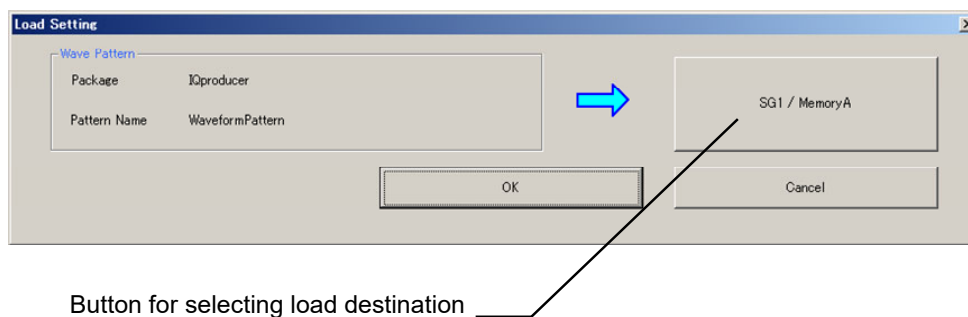 Load Setting
Wave Pattern
Package IQproducer
Pattern Name WaveformPattern
SG1 / MemoryA
OK
Cancel
Button for selecting load destination